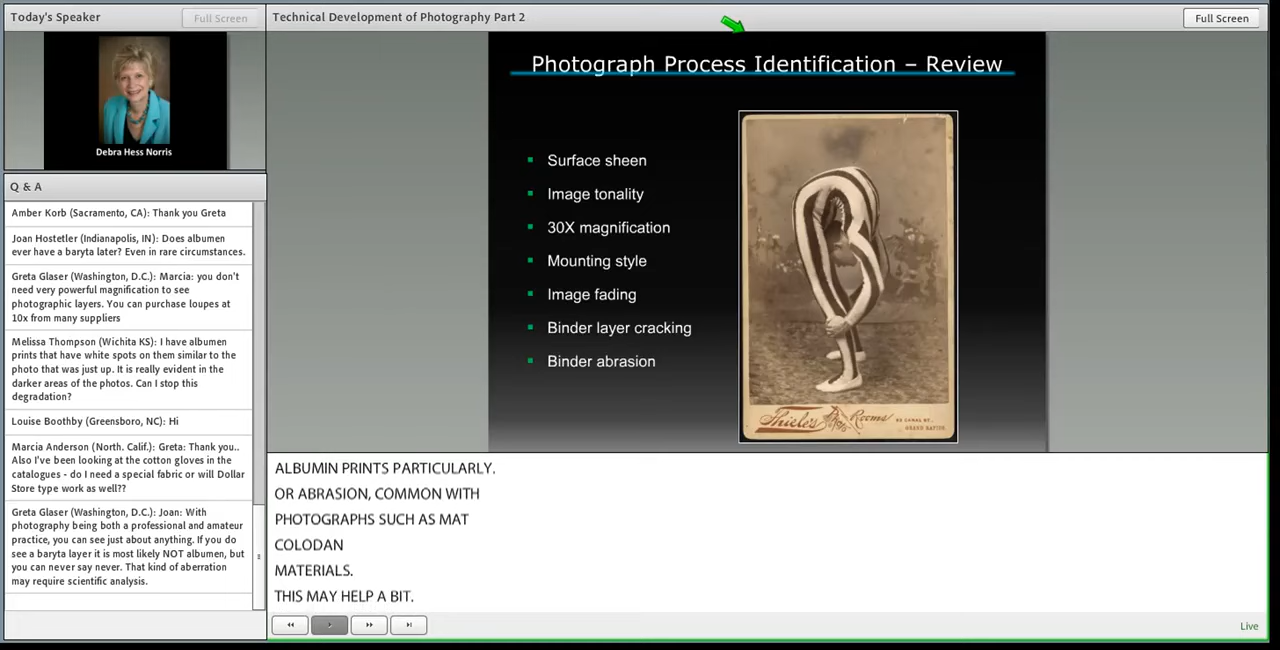 Today's Speaker
Full Screen
Debra Hess Norris
Q & A
Amber Korb (Sacramento, CA): Thank you Greta
Joan Hostetler (Indianapolis, IN): Does albumen
ever have a baryta later? Even in rare circumstances.
Greta Glaser (Washington, D.C.): Marcia: you don't
need very powerful magnification to see
photographic layers. You can purchase loupes at
10x from many suppliers
Melissa Thompson (Wichita KS): I have albumen
prints that have white spots on them similar to the
photo that was just up. It is really evident in the
darker areas of the photos. Can I stop this
degradation?
Louise Boothby (Greensboro, NC): Hi
Marcia Anderson (North. Calif.): Greta: Thank you..
Also I've been looking at the cotton gloves in the
catalogues - do I need a special fabric or will Dollar
Store type work as well??
Greta Glaser (Washington, D.C.): Joan: With
photography being both a professional and amateur
practice, you can see just about anything. If you do
see a baryta layer it is most likely NOT albumen, but
you can never say never. That kind of aberration
may require scientific analysis.
Technical Development of Photography Part 2
Full Screen
Photograph Process Identification – Review
Surface sheen
Image tonality
30X magnification
Mounting style
Image fading
Binder layer cracking
Binder abrasion
Thiele's Rooms
GRAND RAPIDS
ALBUMIN PRINTS PARTICULARLY.
OR ABRASION, COMMON WITH
PHOTOGRAPHS SUCH AS MAT
COLODAN
MATERIALS.
THIS MAY HELP A BIT.
Live